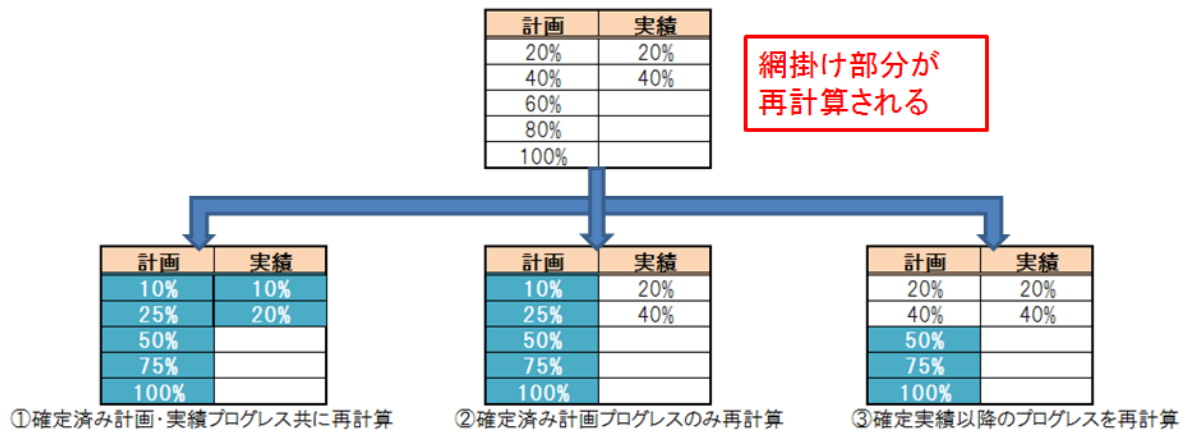 計画 実績
20% 20%
40% 40%
60%
80%
100%
網掛け部分が
再計算される
計画 実績
10% 10%
25% 20%
50%
75%
100%
①確定済み計画・実績プログレス共に再計算
計画 実績
10% 20%
25% 40%
50%
75%
100%
②確定済み計画プログレスのみ再計算
計画 実績
20% 20%
40% 40%
50%
75%
100%
③確定実績以降のプログレスを再計算